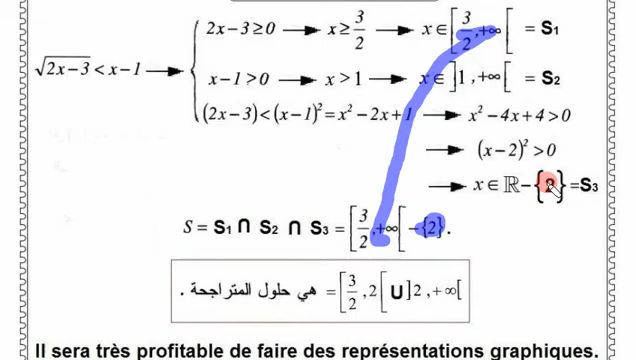 2x−3≥0 → x≥3/2 → x∈[3/2,+∞[ = S1
√2x−3 < x−1 → x−1>0 → x>1 → x∈]1,+∞[ = S2
(2x−3)<(x−1)²=x²−2x+1 → x²−4x+4>0
→ (x−2)²>0
→ x∈ℝ−{2}=S3
S = S1 ∩ S2 ∩ S3 = [3/2,+∞[ −{2}.
= [3/2,2[ U ]2,+∞[ هي حلول المتراجحة .
Il sera très profitable de faire des représentations graphiques.